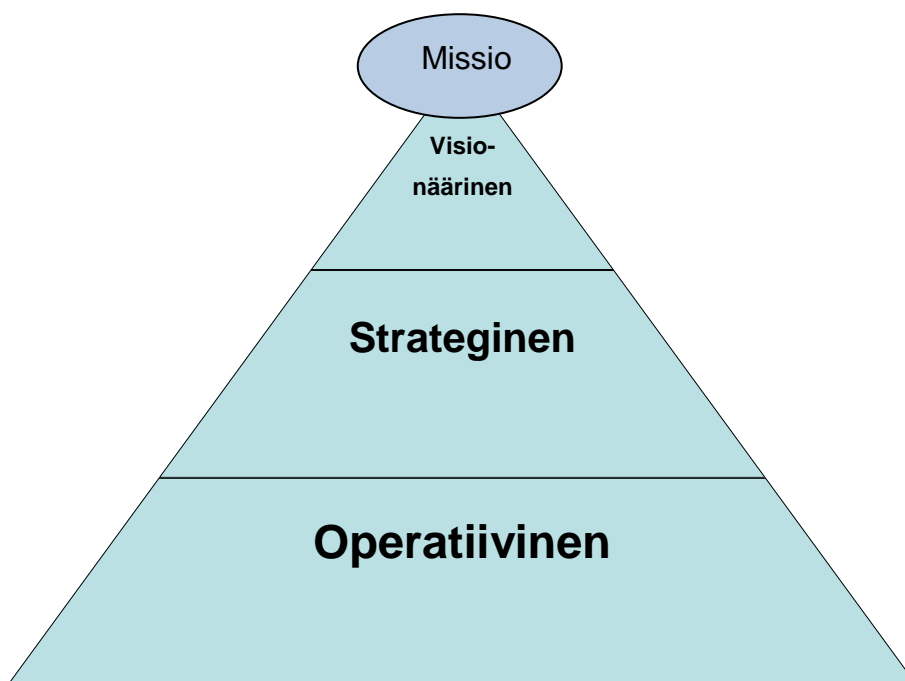 Missio
Visio-
näärinen
Strateginen
Operatiivinen